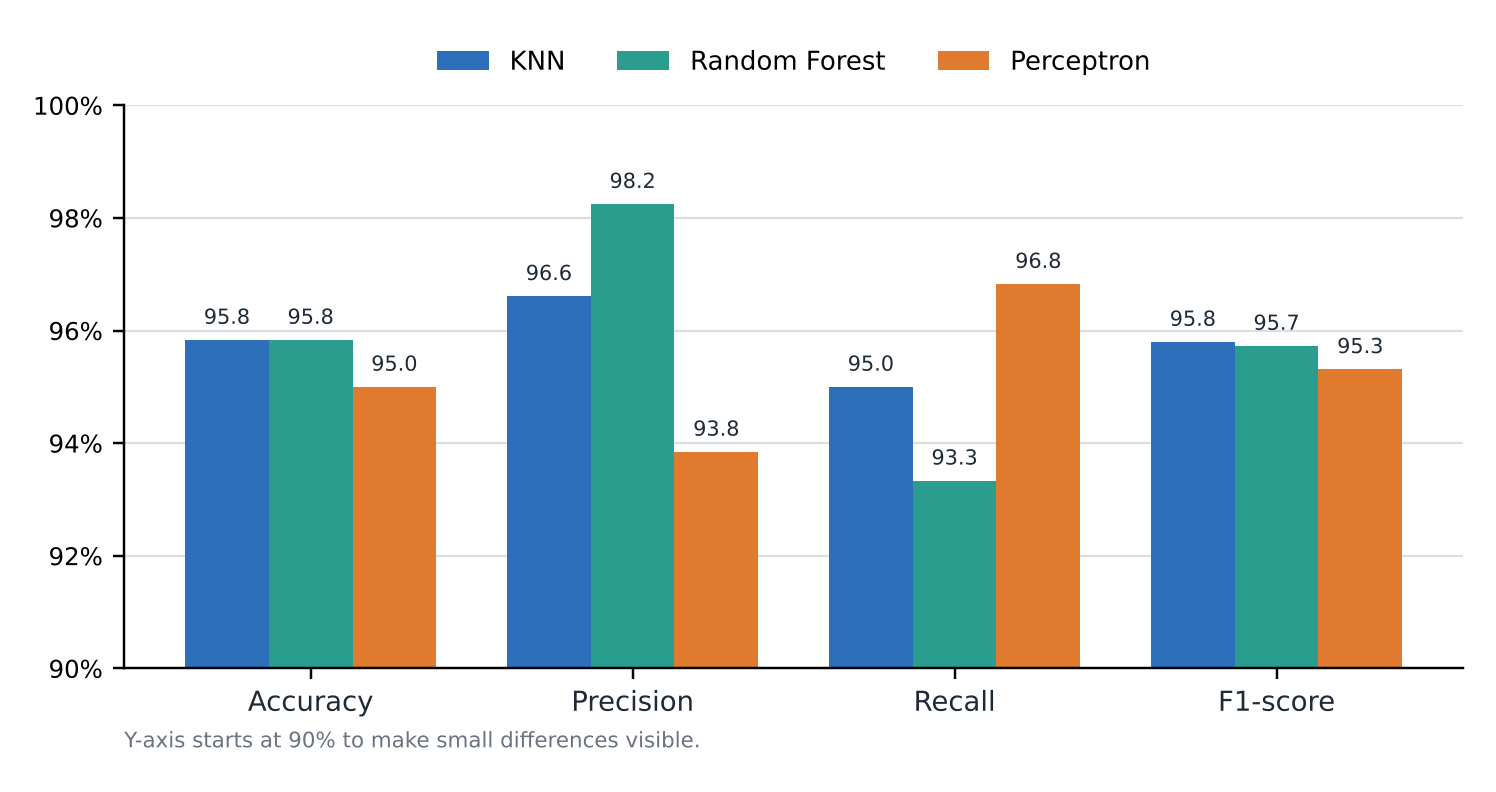 KNN Random Forest Perceptron
100%
98%
96%
94%
92%
90%
95.8 95.8 95.0
96.6 98.2 93.8
95.0 93.3 96.8
95.8 95.7 95.3
Accuracy Precision Recall F1-score
Y-axis starts at 90% to make small differences visible.